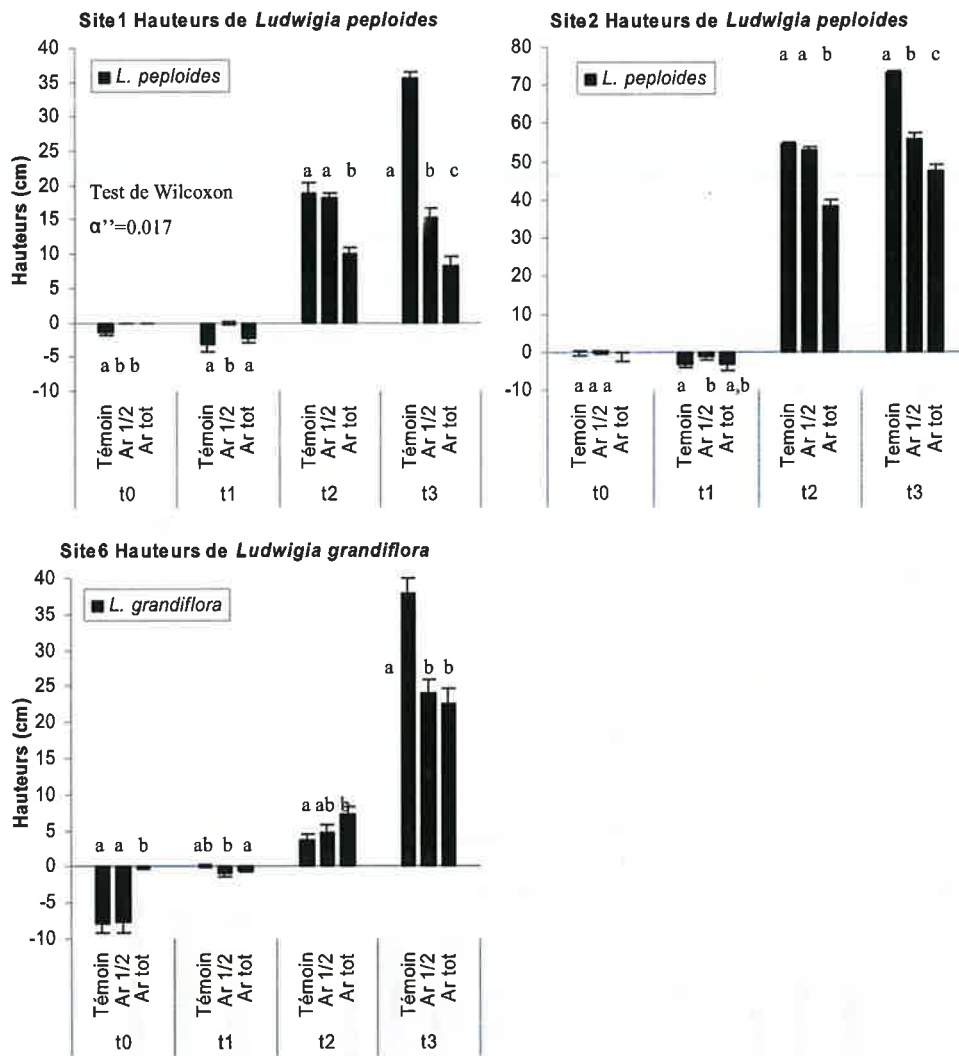 Site1 Hauteurs de Ludwigia peploides
Hauteurs (cm)
40
35
30
25
20
15
10
5
0
-5
-10
L. peploides
Test de Wilcoxon
α’’=0.017
a b b
a b a
a a b
a b c
Témoin Ar 1/2 Ar tot Témoin Ar 1/2 Ar tot Témoin Ar 1/2 Ar tot Témoin Ar 1/2 Ar tot
t0 t1 t2 t3
Site2 Hauteurs de Ludwigia peploides
80
70
60
50
40
30
20
10
0
-10
L. peploides
a a a
a b a,b
a a b
a b c
Témoin Ar 1/2 Ar tot Témoin Ar 1/2 Ar tot Témoin Ar 1/2 Ar tot Témoin Ar 1/2 Ar tot
t0 t1 t2 t3
Site6 Hauteurs de Ludwigia grandiflora
Hauteurs (cm)
40
35
30
25
20
15
10
5
0
-5
-10
L. grandiflora
a a b
ab b a
a ab b
a b b
Témoin Ar 1/2 Ar tot Témoin Ar 1/2 Ar tot Témoin Ar 1/2 Ar tot Témoin Ar 1/2 Ar tot
t0 t1 t2 t3